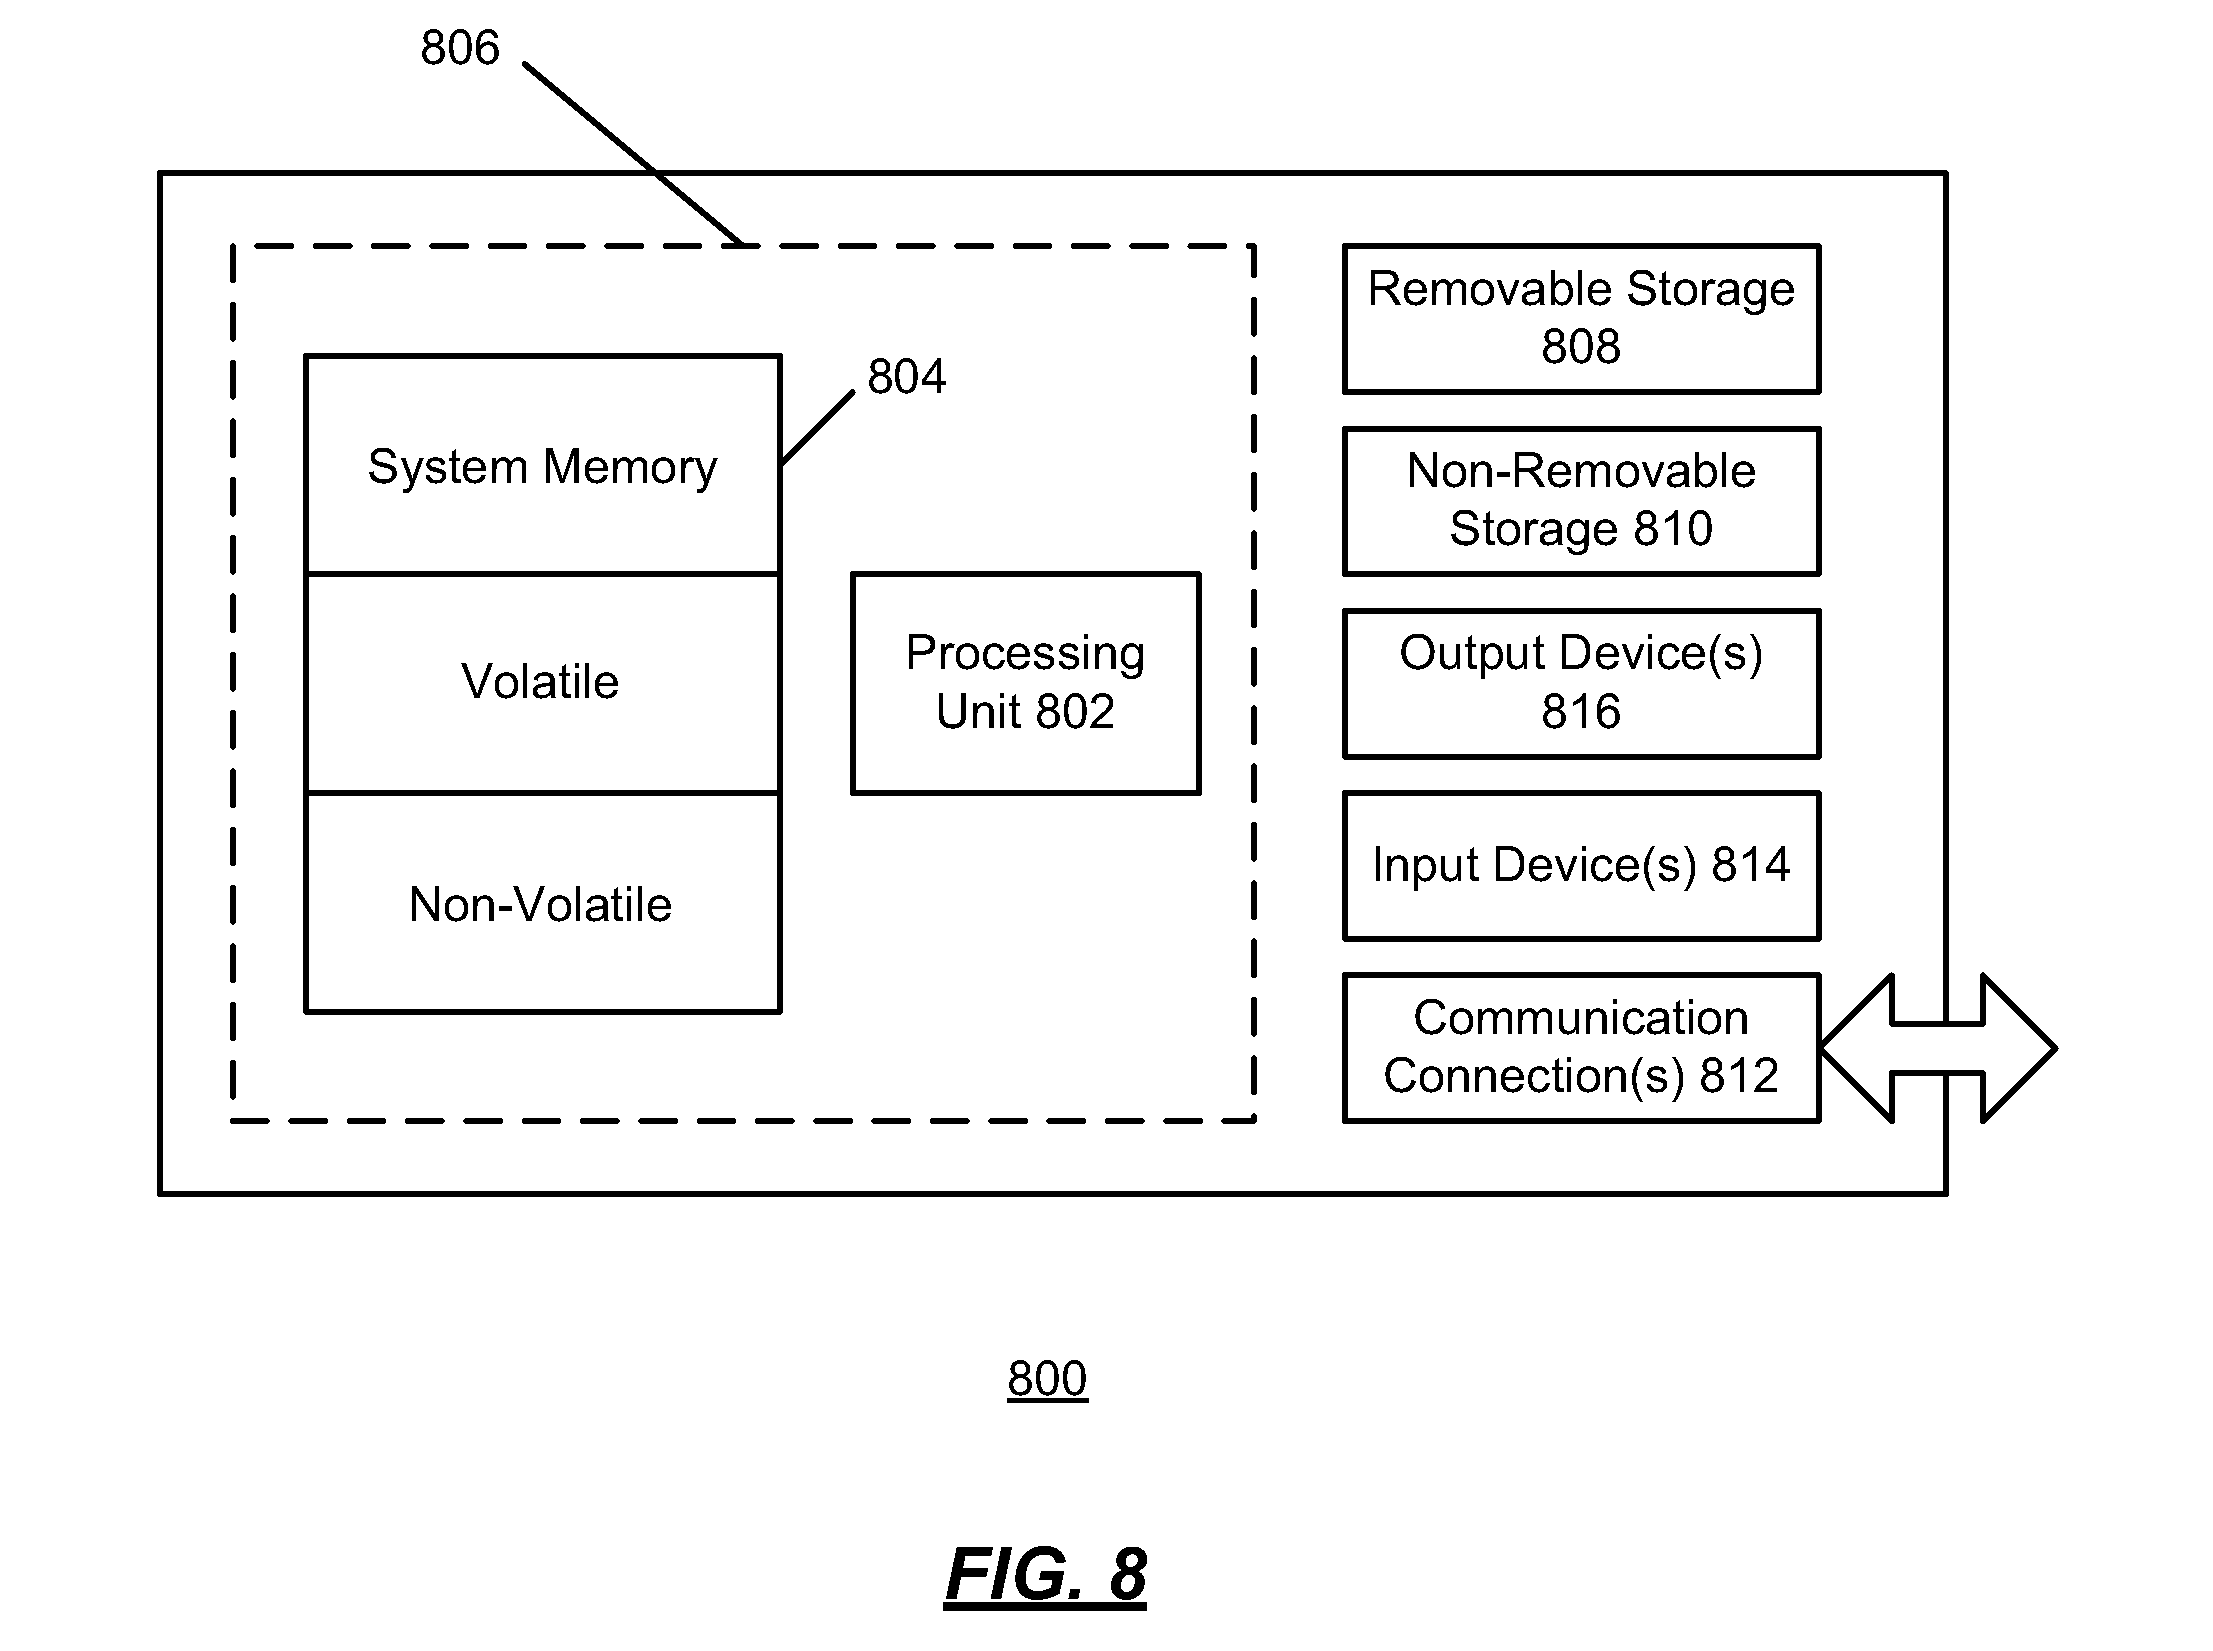 806
804
System Memory
Volatile
Non-Volatile
Processing
Unit 802
Removable Storage
808
Non-Removable
Storage 810
Output Device(s)
816
Input Device(s) 814
Communication
Connection(s) 812
800
FIG. 8